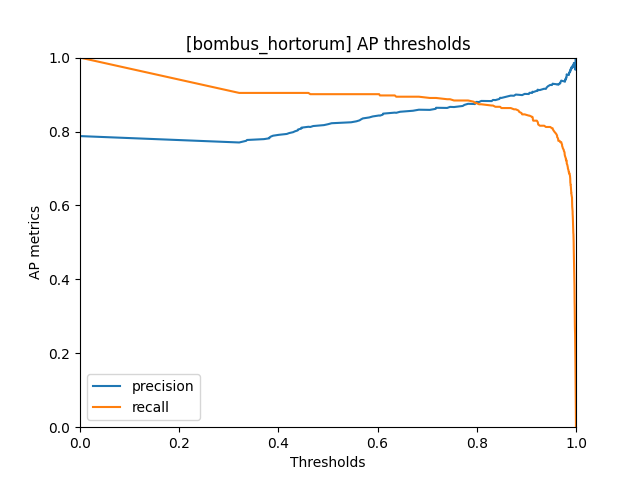 [bombus_hortorum] AP thresholds
1.0
0.8
0.6
0.4
0.2
0.0
AP metrics
precision
recall
0.0 0.2 0.4 0.6 0.8 1.0
Thresholds